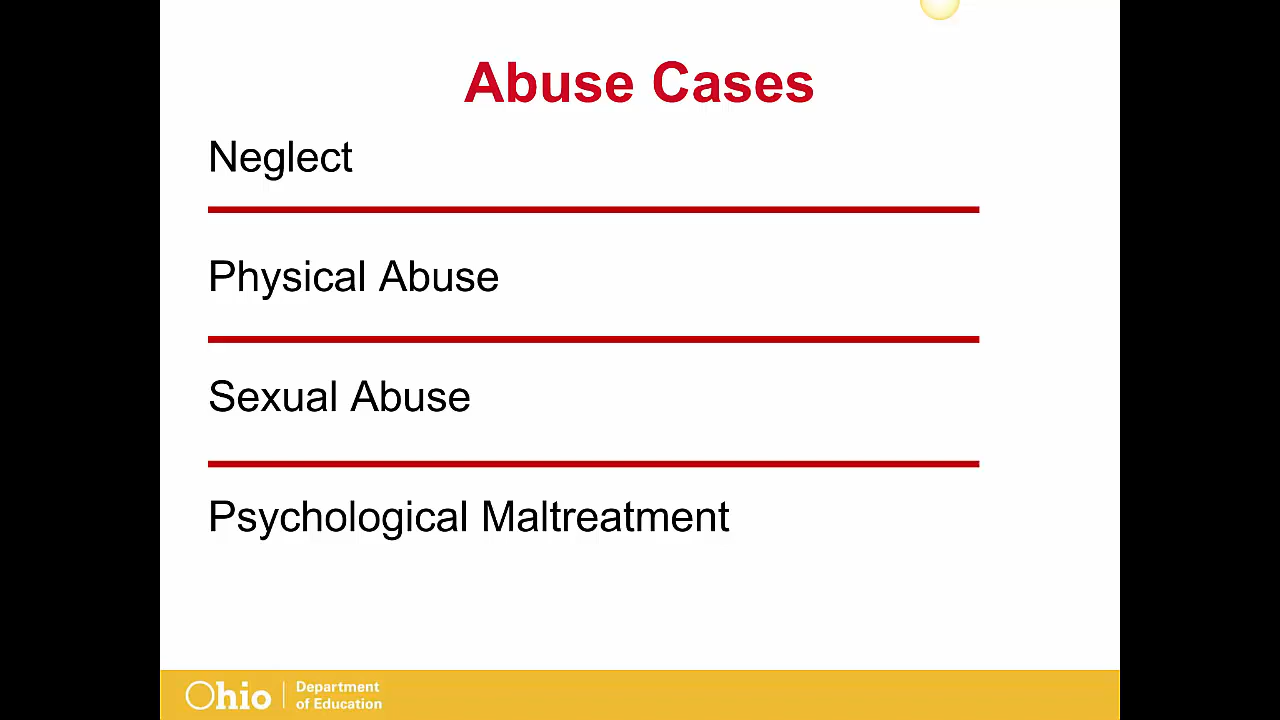 Abuse Cases
Neglect
Physical Abuse
Sexual Abuse
Psychological Maltreatment
Ohio
Department
of Education